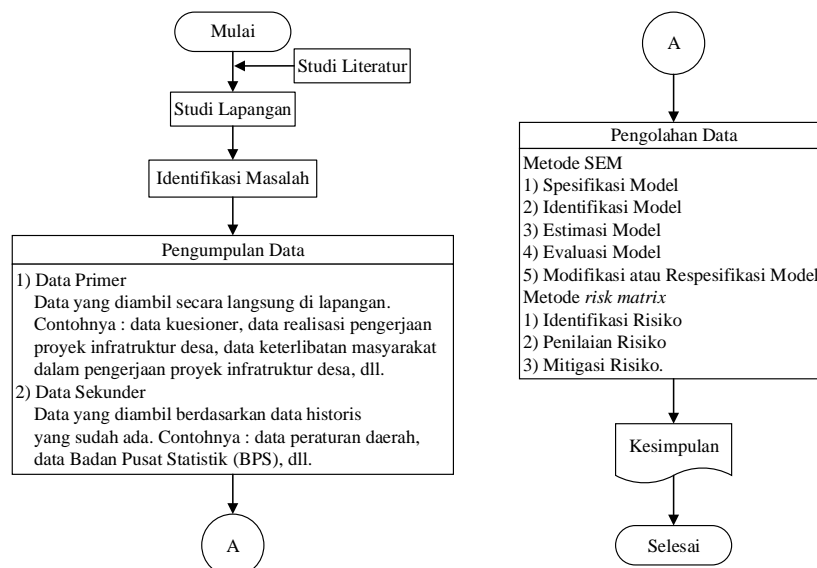 Mulai
Studi Literatur
Studi Lapangan
Identifikasi Masalah
Pengumpulan Data
1) Data Primer
Data yang diambil secara langsung di lapangan.
Contohnya : data kuesioner, data realisasi pengerjaan
proyek infratruktur desa, data keterlibatan masyarakat
dalam pengerjaan proyek infratruktur desa, dll.
2) Data Sekunder
Data yang diambil berdasarkan data historis
yang sudah ada. Contohnya : data peraturan daerah,
data Badan Pusat Statistik (BPS), dll.
A
A
Pengolahan Data
Metode SEM
1) Spesifikasi Model
2) Identifikasi Model
3) Estimasi Model
4) Evaluasi Model
5) Modifikasi atau Respesifikasi Model
Metode risk matrix
1) Identifikasi Risiko
2) Penilaian Risiko
3) Mitigasi Risiko.
Kesimpulan
Selesai